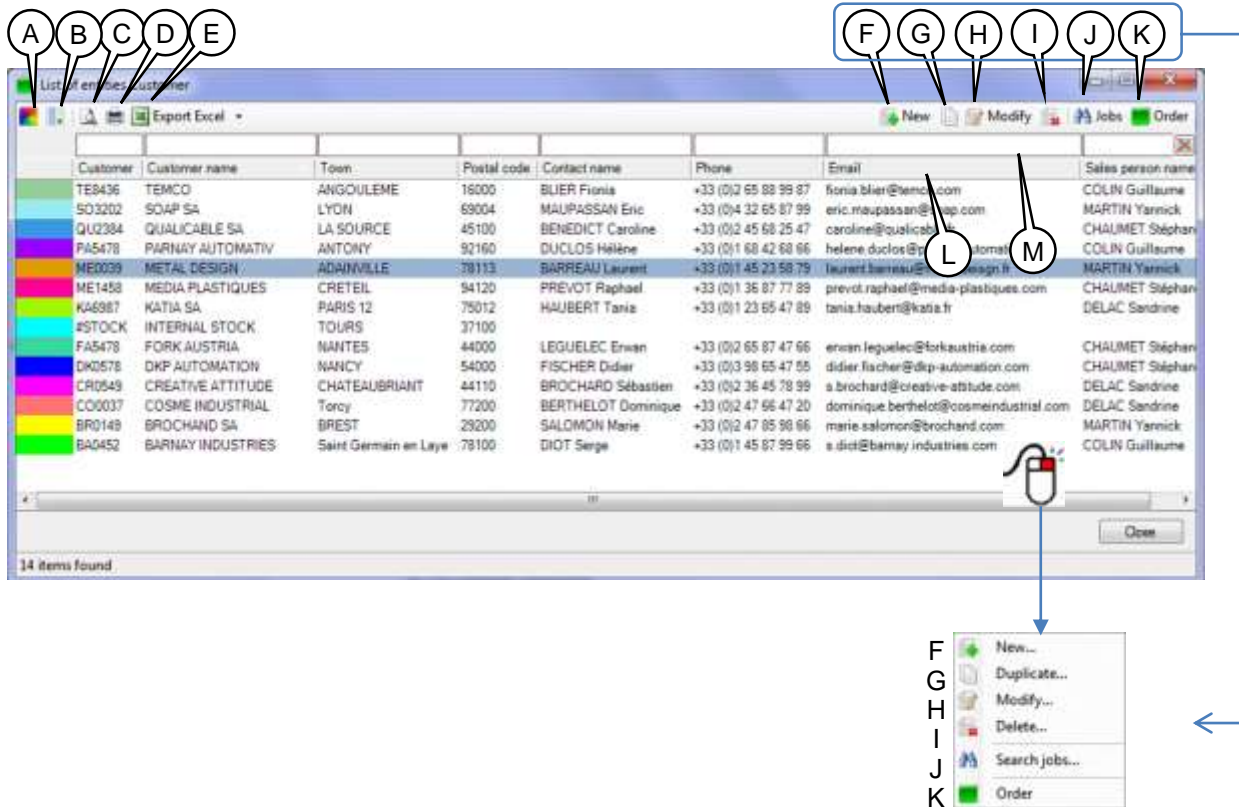 A B C D E F G H I J K
List of entities Customer
Export Excel New Modify Jobs Order
Customer Customer name Town Postal code Contact name Phone Email Sales person name
TE8436 TEMCO ANGOULEME 16000 BLIER Fionia +33 (0)2 65 88 99 87 fionia.blier@temco.com COLIN Guillaume
SO3202 SOAP SA LYON 69004 MAUPASSAN Eric +33 (0)4 32 65 87 99 eric.maupassan@soap.com MARTIN Yannick
QU2384 QUALICABLE SA LA SOURCE 45100 BENEDICT Caroline +33 (0)2 45 68 25 47 CHAUMET Stéphan
PA5478 PARNAY AUTOMATIV ANTONY 92160 DUCLOS Hélène +33 (0)1 68 42 68 66 COLIN Guillaume
L M
ME0039 METAL DESIGN ADAINVILLE 78113 BARREAU Laurent +33 (0)1 45 23 58 79 MARTIN Yannick
ME1458 MEDIA PLASTIQUES CRETEIL 94120 PREVOT Raphael +33 (0)1 36 87 77 89 prevot.raphael@media-plastiques.com CHAUMET Stéphan
KA6987 KATIA SA PARIS 12 75012 HAUBERT Tania +33 (0)1 23 65 47 89 tania.haubert@katia.fr DELAC Sandrine
#STOCK INTERNAL STOCK TOURS 37100
FA5478 FORK AUSTRIA NANTES 44000 LEGUELEC Erwan +33 (0)2 65 87 47 66 erwan.leguelec@forkaustria.com CHAUMET Stéphan
DK0578 DKP AUTOMATION NANCY 54000 FISCHER Didier +33 (0)3 98 65 47 55 didier.fischer@dkp-automation.com CHAUMET Stéphan
CR0549 CREATIVE ATTITUDE CHATEAUBRIANT 44110 BROCHARD Sébastien +33 (0)2 36 45 78 99 s.brochard@creative-attitude.com DELAC Sandrine
CO0037 COSME INDUSTRIAL Torcy 77200 BERTHELOT Dominique +33 (0)2 47 66 47 20 dominique.berthelot@cosmeindustrial.com DELAC Sandrine
BR0149 BROCHAND SA BREST 29200 SALOMON Marie +33 (0)2 47 85 98 66 marie.salomon@brochand.com MARTIN Yannick
BA0452 BARNAY INDUSTRIES Saint Germain en Laye 78100 DIOT Serge +33 (0)1 45 87 99 66 s.diot@barnay.industries.com COLIN Guillaume
Close
14 items found
F New...
G Duplicate...
H Modify...
I Delete...
J Search jobs...
K Order